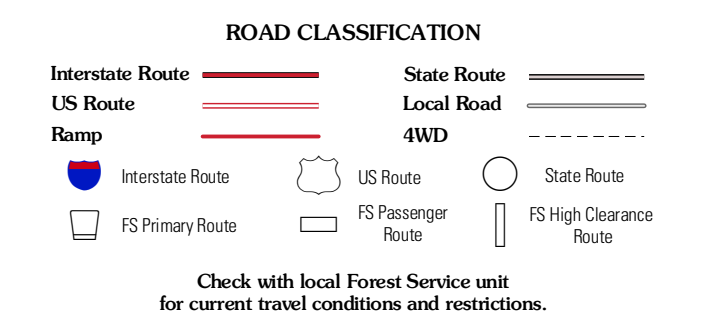 ROAD CLASSIFICATION
Interstate Route
State Route
US Route
Local Road
Ramp
4WD
Interstate Route
US Route
State Route
FS Primary Route
FS Passenger
Route
FS High Clearance
Route
Check with local Forest Service unit
for current travel conditions and restrictions.